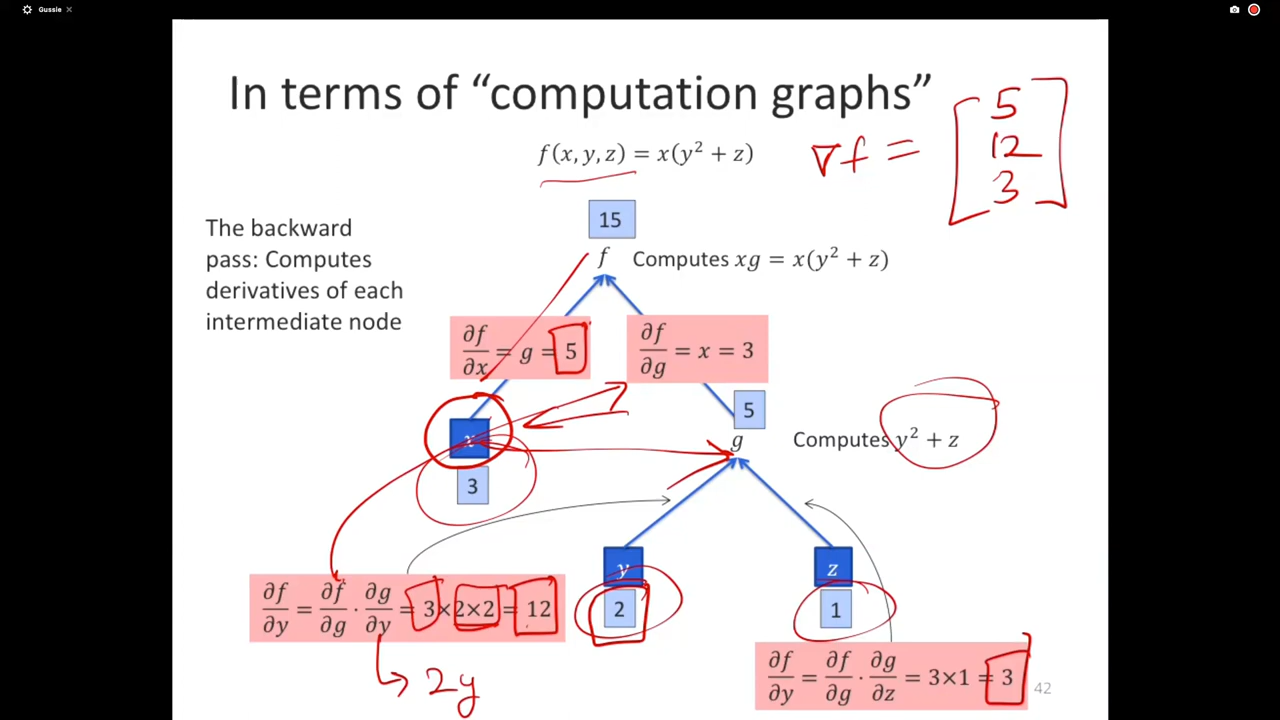 Gussie ×
In terms of “computation graphs”
f(x, y, z) = x(y² + z)
∇f = [5 12 3]
15
f Computes xg = x(y² + z)
The backward
pass: Computes
derivatives of each
intermediate node
∂f/∂x = g = 5
∂f/∂g = x = 3
5
g Computes y² + z
x
3
y
2
z
1
∂f/∂y = ∂f/∂g · ∂g/∂y = 3×2×2 = 12
2y
∂f/∂y = ∂f/∂g · ∂g/∂z = 3×1 = 3
42